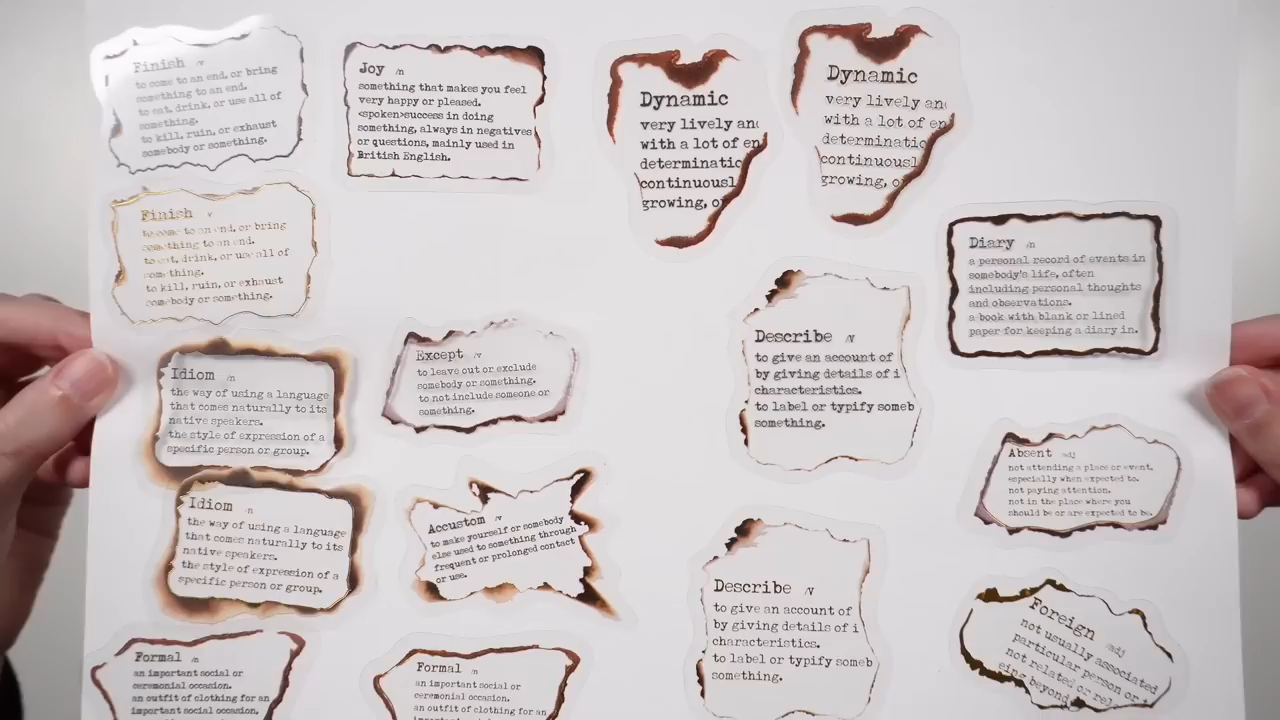 Finish /v
to come to an end, or bring
something to an end.
to eat, drink, or use all of
something.
to kill, ruin, or exhaust
somebody or something.
Joy /n
something that makes you feel
very happy or pleased.
<spoken>success in doing
something, always in negatives
or questions, mainly used in
British English.
Dynamic
very lively an
with a lot of en
determinatio
continuousl
growing, o
Dynamic
very lively an
with a lot of en
determinatio
continuousl
growing, o
Finish v
to come to an end, or bring
something to an end.
to eat, drink, or use all of
something.
to kill, ruin, or exhaust
somebody or something.
Diary /n
a personal record of events in
somebody's life, often
including personal thoughts
and observations.
a book with blank or lined
paper for keeping a diary in.
Idiom /n
the way of using a language
that comes naturally to its
native speakers.
the style of expression of a
specific person or group.
Except /v
to leave out or exclude
somebody or something.
to not include someone or
something.
Describe /V
to give an account of
by giving details of i
characteristics.
to label or typify someb
something.
Absent /adj
not attending a place or event,
especially when expected to.
not paying attention.
not in the place where you
should be or are expected to be.
Idiom /n
the way of using a language
that comes naturally to its
native speakers.
the style of expression of a
specific person or group.
Accustom /v
to make yourself or somebody
else used to something through
frequent or prolonged contact
or use.
Describe /V
to give an account of
by giving details of i
characteristics.
to label or typify someb
something.
Foreign /adj
not usually associated
particular person or t
not related or rel
beyond
Formal /n
an important social or
ceremonial occasion.
an outfit of clothing for an
important social occasion,
Formal /n
an important social or
ceremonial occasion.
an outfit of clothing for an